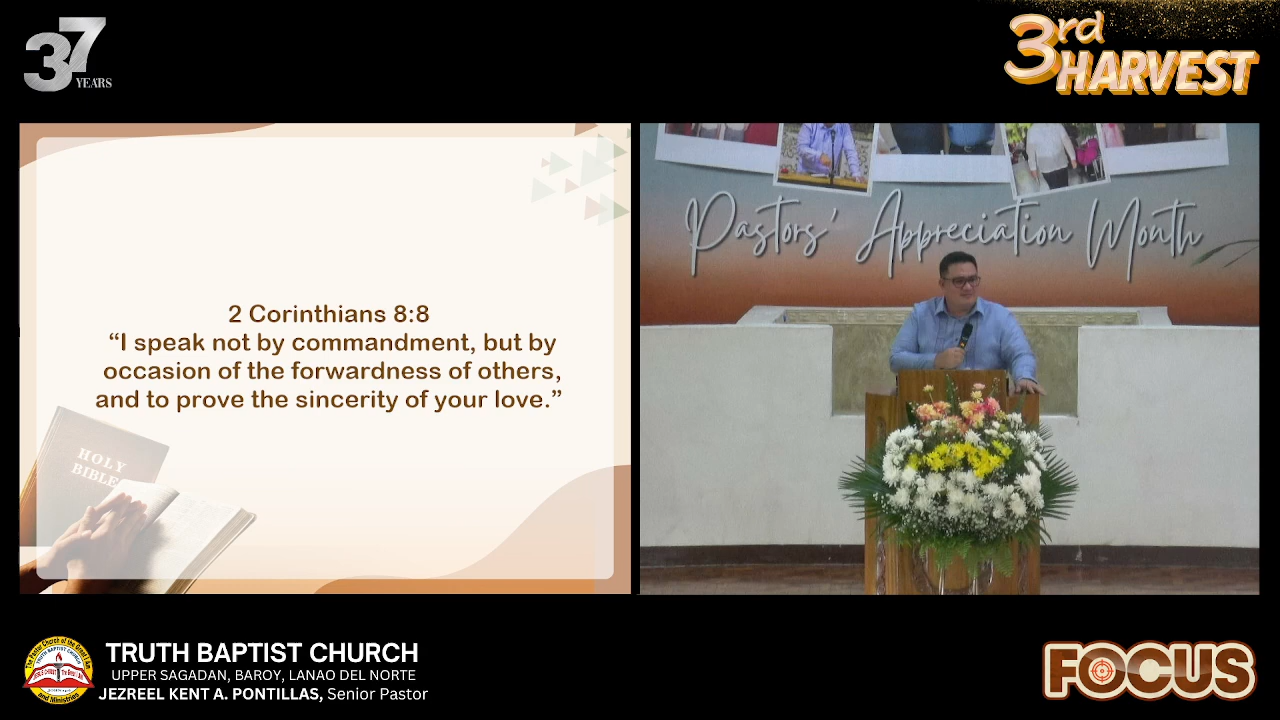 37
YEARS
3rd
HARVEST
2 Corinthians 8:8
“I speak not by commandment, but by
occasion of the forwardness of others,
and to prove the sincerity of your love.”
HOLY
BIBLE
Pastors' Appreciation Month
TRUTH BAPTIST CHURCH
UPPER SAGADAN, BAROY, LANAO DEL NORTE
JEZREEL KENT A. PONTILLAS, Senior Pastor
FOCUS